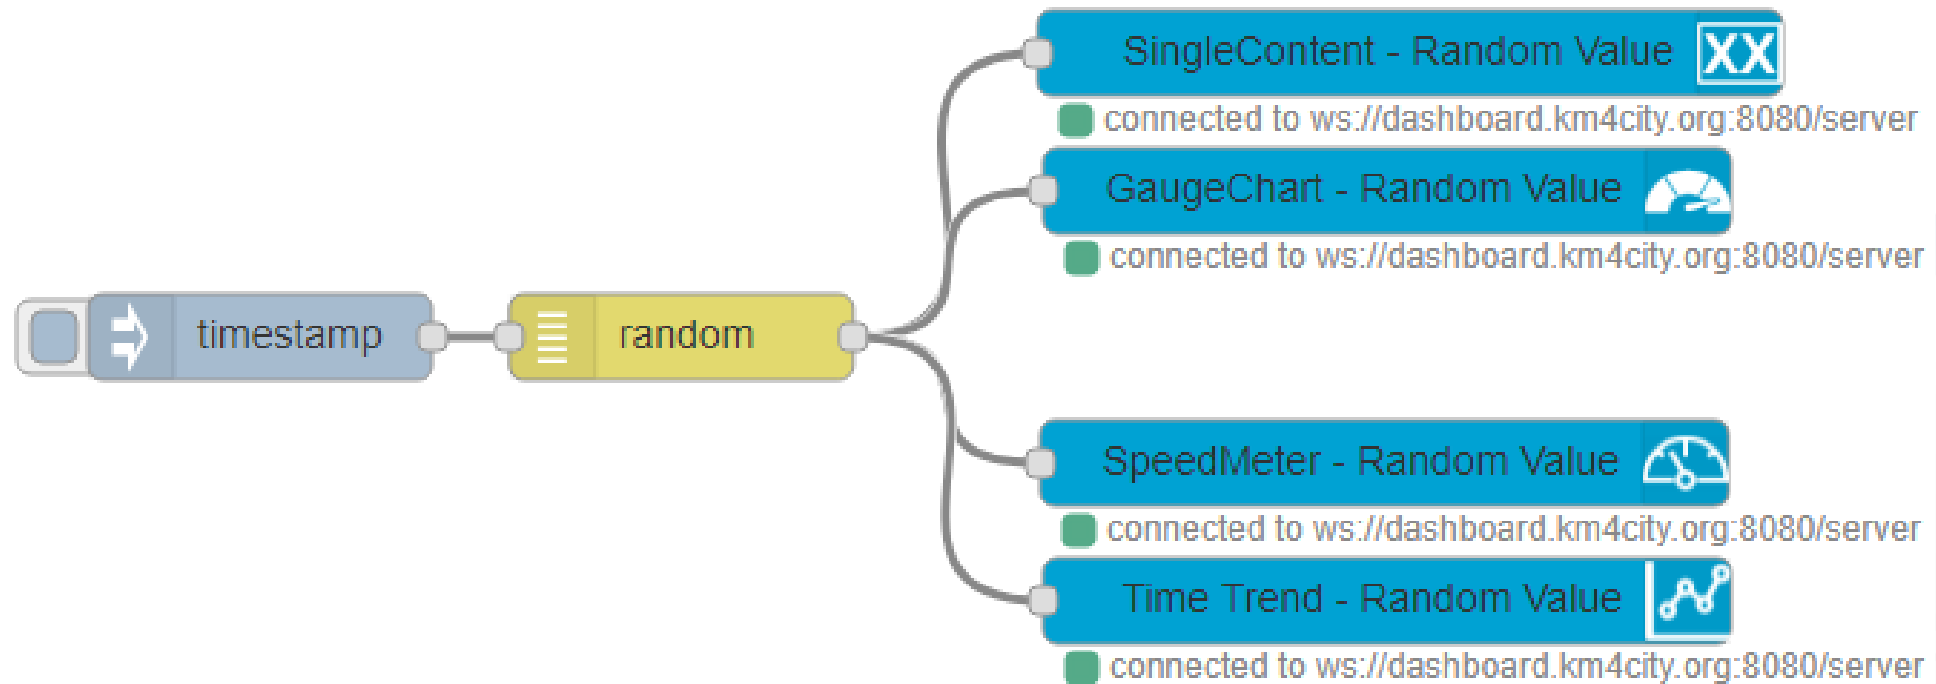 SingleContent - Random Value XX
connected to ws://dashboard.km4city.org:8080/server
GaugeChart - Random Value
connected to ws://dashboard.km4city.org:8080/server
timestamp
random
SpeedMeter - Random Value
connected to ws://dashboard.km4city.org:8080/server
Time Trend - Random Value
connected to ws://dashboard.km4city.org:8080/server